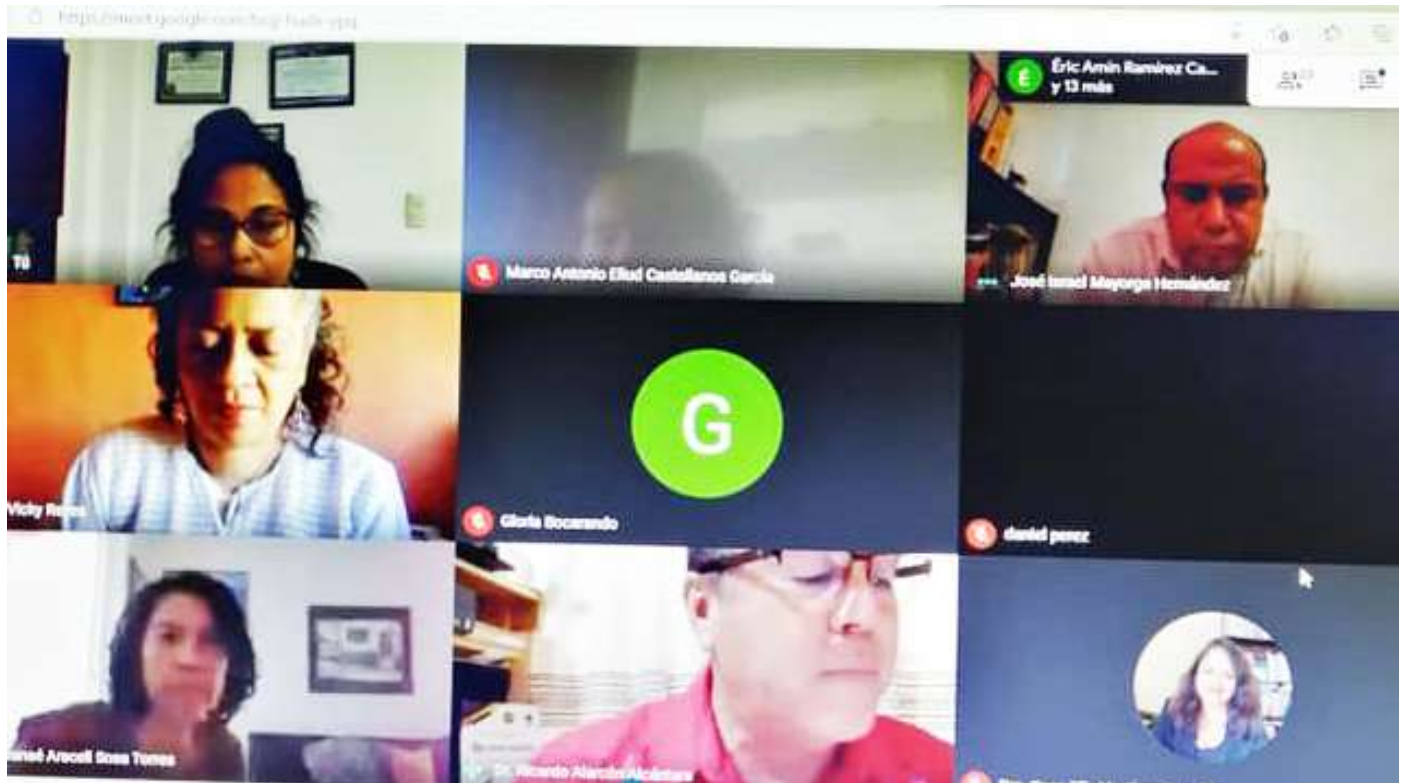 Éric Amin Ramirez Ca...
y 13 más
Tú
Marco Antonio Eliud Castellanos García
José Israel Mayorga Hernández
Vicky
G
Gloria Bocarando
daniel perez
Araceli Sosa Torres
Dr. Ricardo Alarcón Alcántara